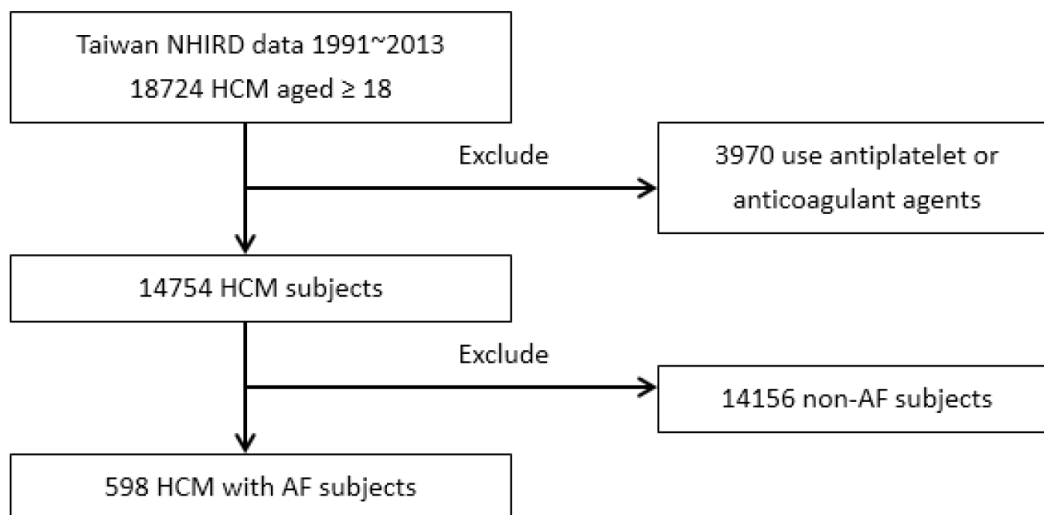 Taiwan NHIRD data 1991~2013
18724 HCM aged ≥ 18
Exclude
3970 use antiplatelet or
anticoagulant agents
14754 HCM subjects
Exclude
14156 non-AF subjects
598 HCM with AF subjects